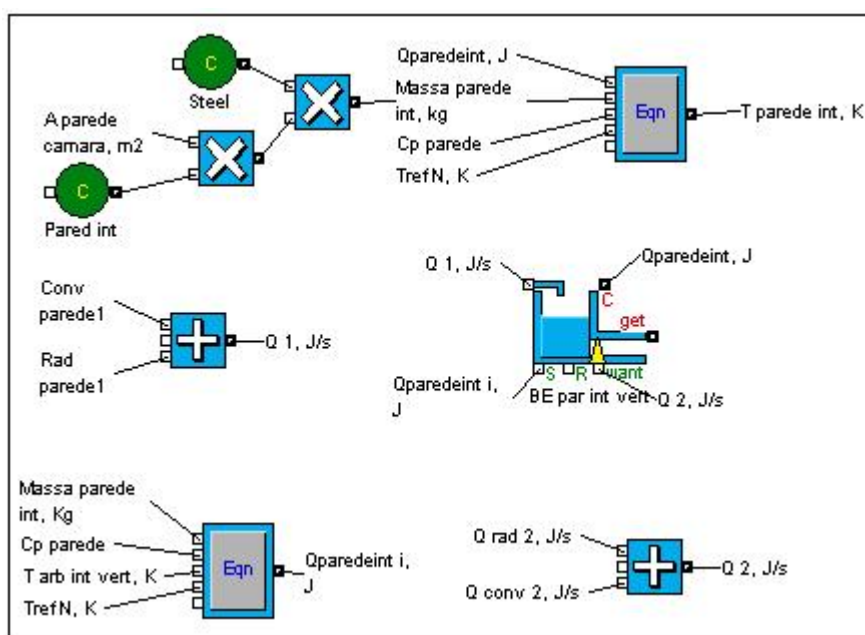 C
Steel
A parede
camara, m2
C
Pared int
Qparedeint, J
Massa parede
int, kg
Cp parede
TrefN, K
Eqn
T parede int, K
Conv
parede1
Rad
parede1
Q 1, J/s
Q 1, J/s
Qparedeint, J
C
get
Qparedeint i,
J
S
R
want
BE par int vert
Q 2, J/s
Massa parede
int, Kg
Cp parede
T arb int vert, K
TrefN, K
Eqn
Qparedeint i,
J
Q rad 2, J/s
Q conv 2, J/s
Q 2, J/s